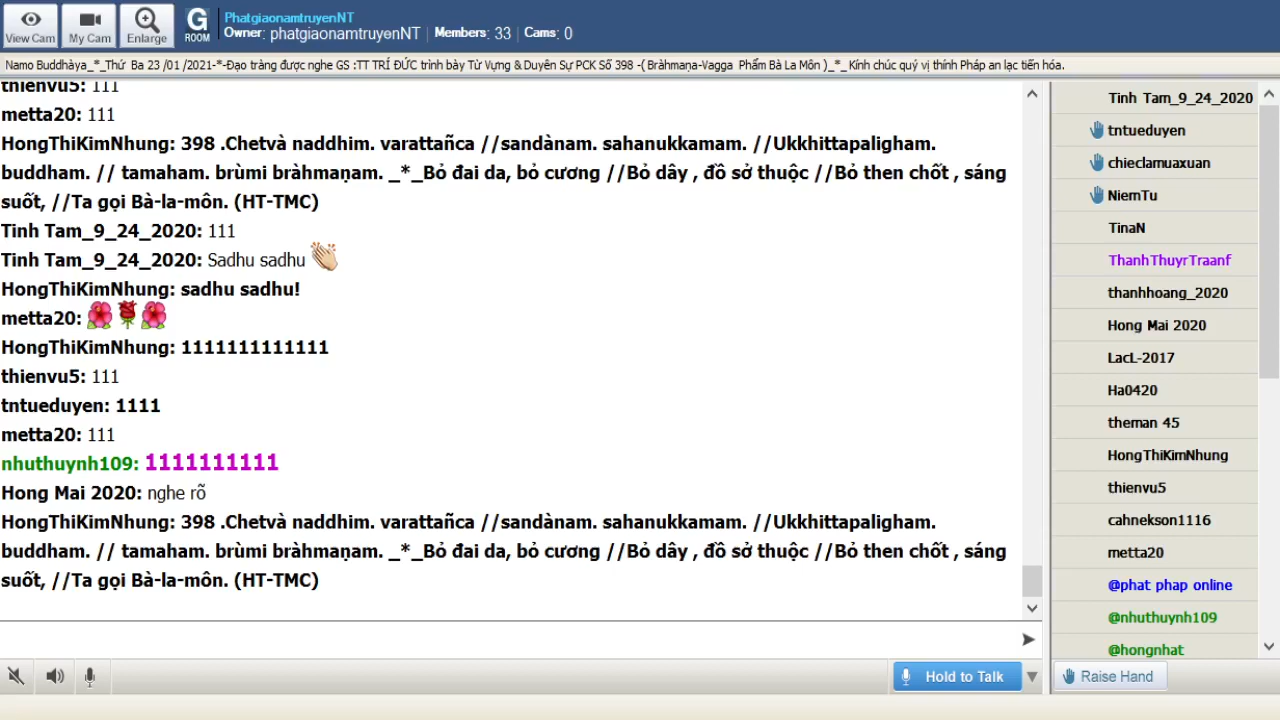 View Cam
My Cam
Enlarge
G
ROOM
PhatgiaonamtruyenNT
Owner: phatgiaonamtruyenNT | Members: 33 | Cams: 0
Namo Buddhàya_*_Thứ Ba 23 /01 /2021-*-Đạo tràng được nghe GS :TT TRÍ ĐỨC trình bày Từ Vựng & Duyên Sự PCK Số 398 -( Bràhmaṇa-Vagga Phẩm Bà La Môn )_*_ Kính chúc quý vị thính Pháp an lạc tiến hóa.
thienvu5: 111
metta20: 111
HongThiKimNhung: 398 .Chetvà naddhim. varattañca //sandànam. sahanukkamam. //Ukkhittapaligham.
buddham. // tamaham. brùmi bràhmaṇam. _*_Bỏ đai da, bỏ cương //Bỏ dây , đồ sở thuộc //Bỏ then chốt , sáng
suốt, //Ta gọi Bà-la-môn. (HT-TMC)
Tinh Tam_9_24_2020: 111
Tinh Tam_9_24_2020: Sadhu sadhu
HongThiKimNhung: sadhu sadhu!
metta20:
HongThiKimNhung: 1111111111111
thienvu5: 111
tntueduyen: 1111
metta20: 111
nhuthuynh109: 1111111111
Hong Mai 2020: nghe rõ
HongThiKimNhung: 398 .Chetvà naddhim. varattañca //sandànam. sahanukkamam. //Ukkhittapaligham.
buddham. // tamaham. brùmi bràhmaṇam. _*_Bỏ đai da, bỏ cương //Bỏ dây , đồ sở thuộc //Bỏ then chốt , sáng
suốt, //Ta gọi Bà-la-môn. (HT-TMC)
Hold to Talk
Tinh Tam_9_24_2020
tntueduyen
chieclamuaxuan
NiemTu
TinaN
ThanhThuyrTraanf
thanhhoang_2020
Hong Mai 2020
LacL-2017
Ha0420
theman 45
HongThiKimNhung
thienvu5
cahnekson1116
metta20
@phat phap online
@nhuthuynh109
@hongnhat
Raise Hand